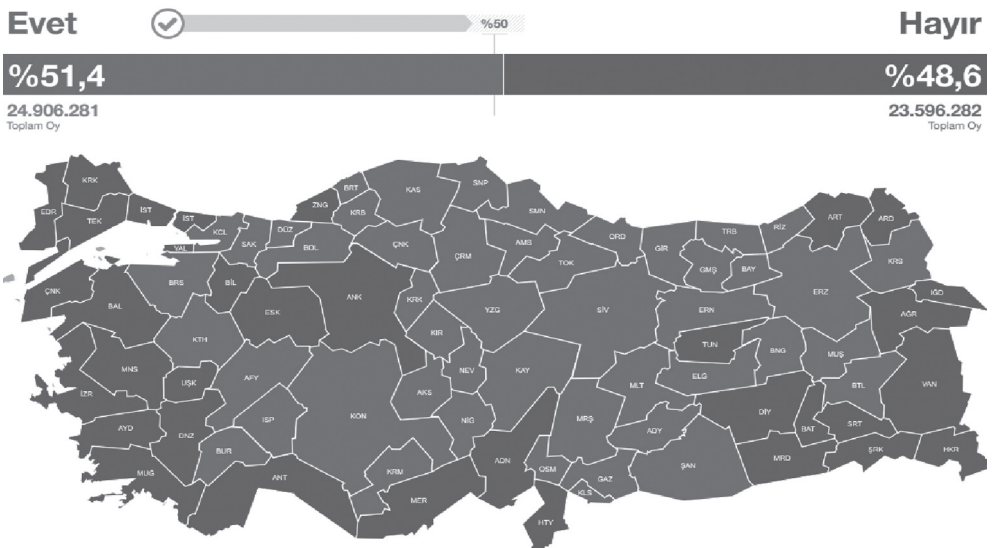 Evet
%50
Hayır
%51,4
%48,6
24.906.281
23.596.282
Toplam Oy
Toplam Oy
KRK
EDR
TEK
İST
İST
KCL
YAL
SAK
DÜZ
BOL
ZNG
BRT
KRB
KAS
SNP
SMN
ÇNK
ÇRM
AMS
TOK
ORD
GİR
TRB
GMŞ
BAY
RİZ
ART
ARD
KRS
IĞD
AĞR
ERZ
ERN
ÇNK
BAL
BRS
BİL
ESK
ANK
KRK
KIR
YZG
SİV
TUN
BNG
MUŞ
KTH
MNS
UŞK
AFY
NEV
KAY
MLT
ELĞ
BTL
VAN
İZR
AKS
AYD
DNZ
ISP
KON
NİĞ
MRŞ
ADY
DİY
BAT
SRT
ŞRK
HKR
BUR
MUĞ
ANT
KRM
MER
ADN
OSM
GAZ
KLS
ŞAN
MRD
HTY